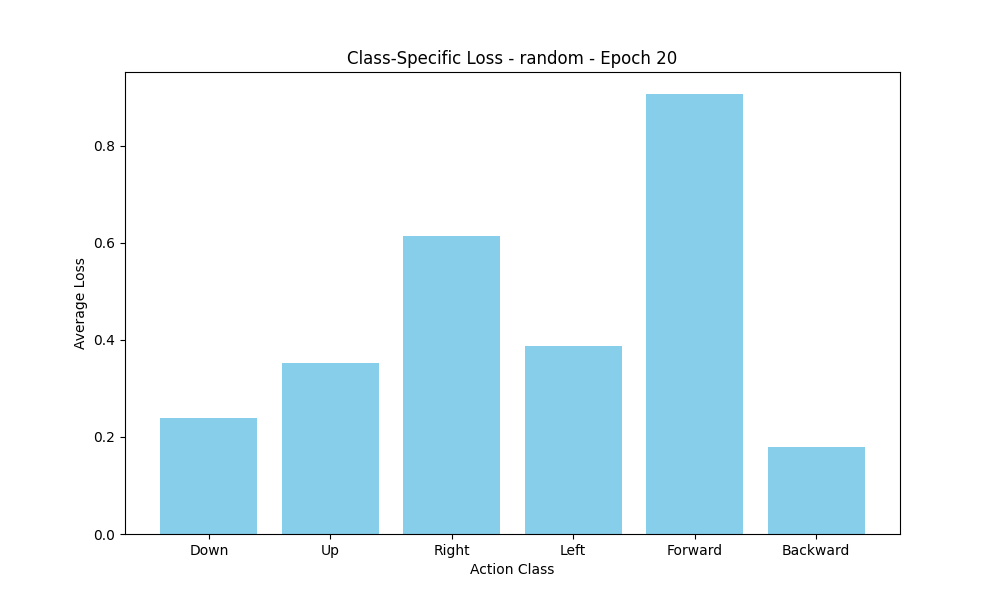 Class-Specific Loss - random - Epoch 20
Average Loss
0.8
0.6
0.4
0.2
0.0
Down Up Right Left Forward Backward
Action Class